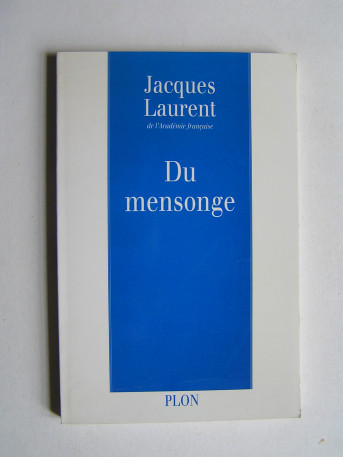 Jacques
Laurent
de l'Académie française
Du
mensonge
PLON